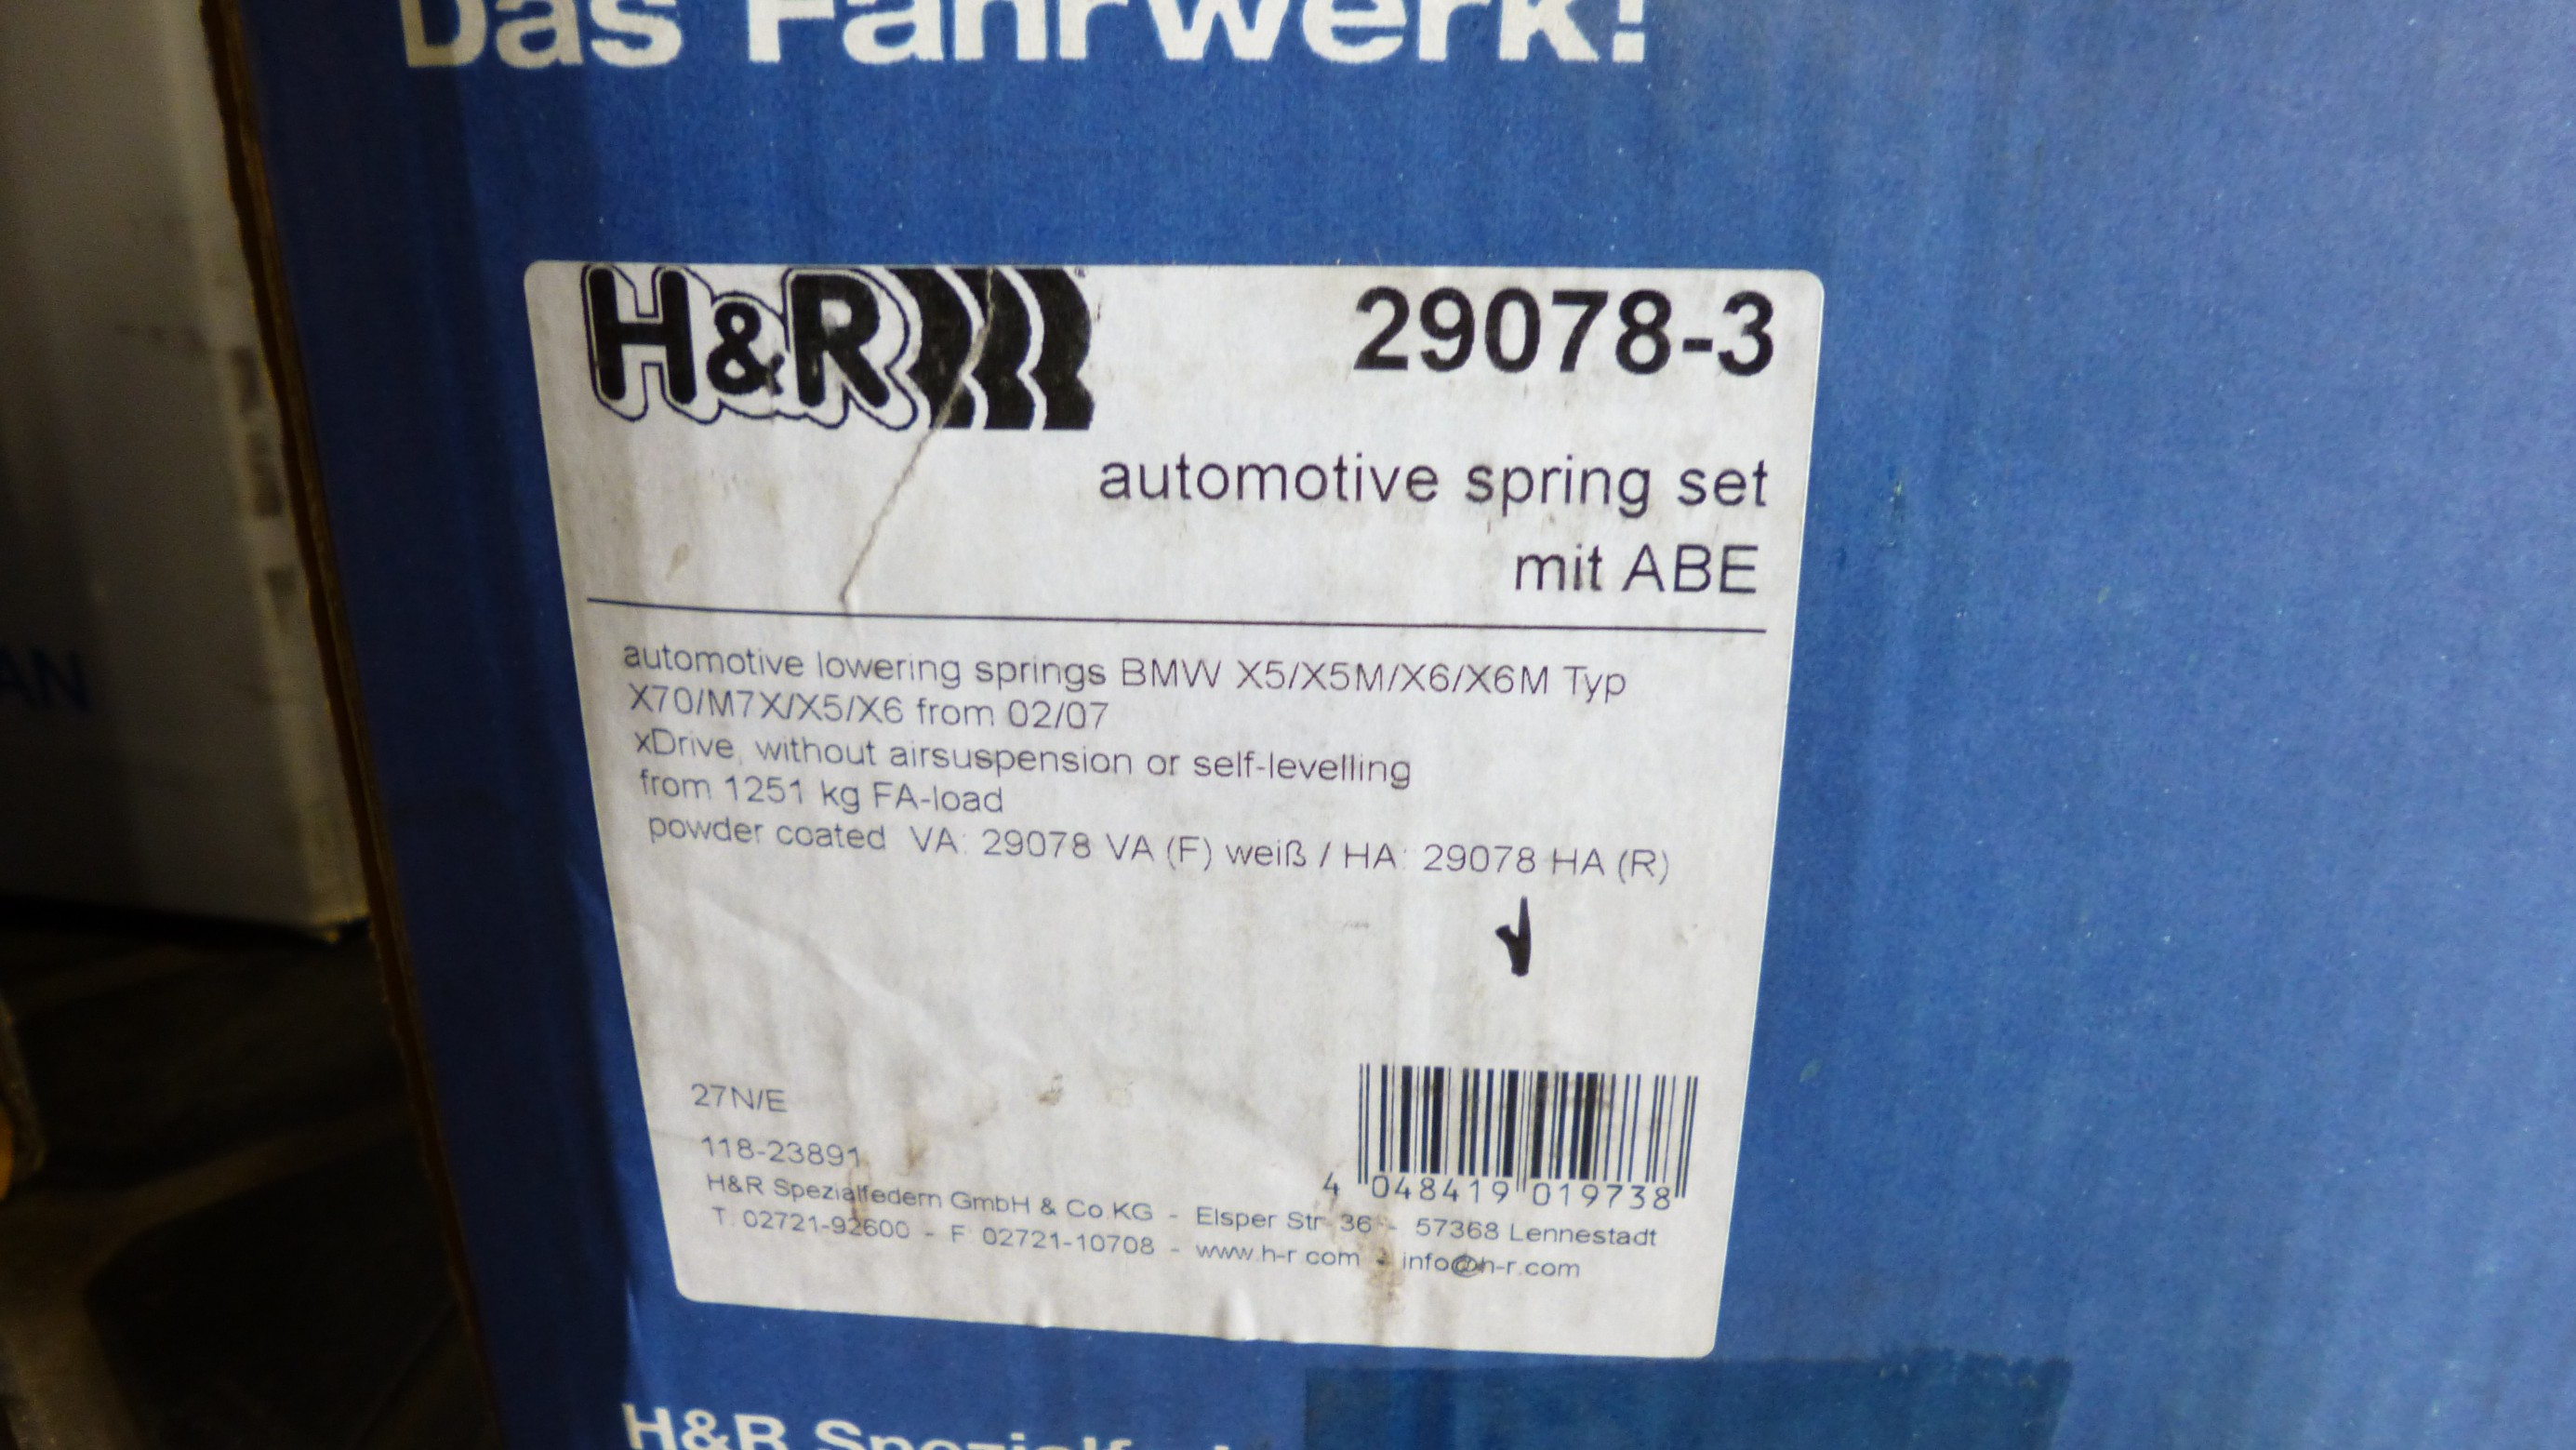 Das Fahrwerk!
H&R
29078-3
automotive spring set
mit ABE
automotive lowering springs BMW X5/X5M/X6/X6M Typ
X70/M7X/X5/X6 from 02/07
xDrive, without airsuspension or self-levelling
from 1251 kg FA-load
powder coated VA: 29078 VA (F) weiß / HA: 29078 HA (R)
27N/E
118-23891
4 048419 019738
H&R Spezialfedern GmbH & Co.KG - Elsper Str. 36 - 57368 Lennestadt
T. 02721-92600 - F. 02721-10708 - www.h-r.com - info@h-r.com
H&R
AN